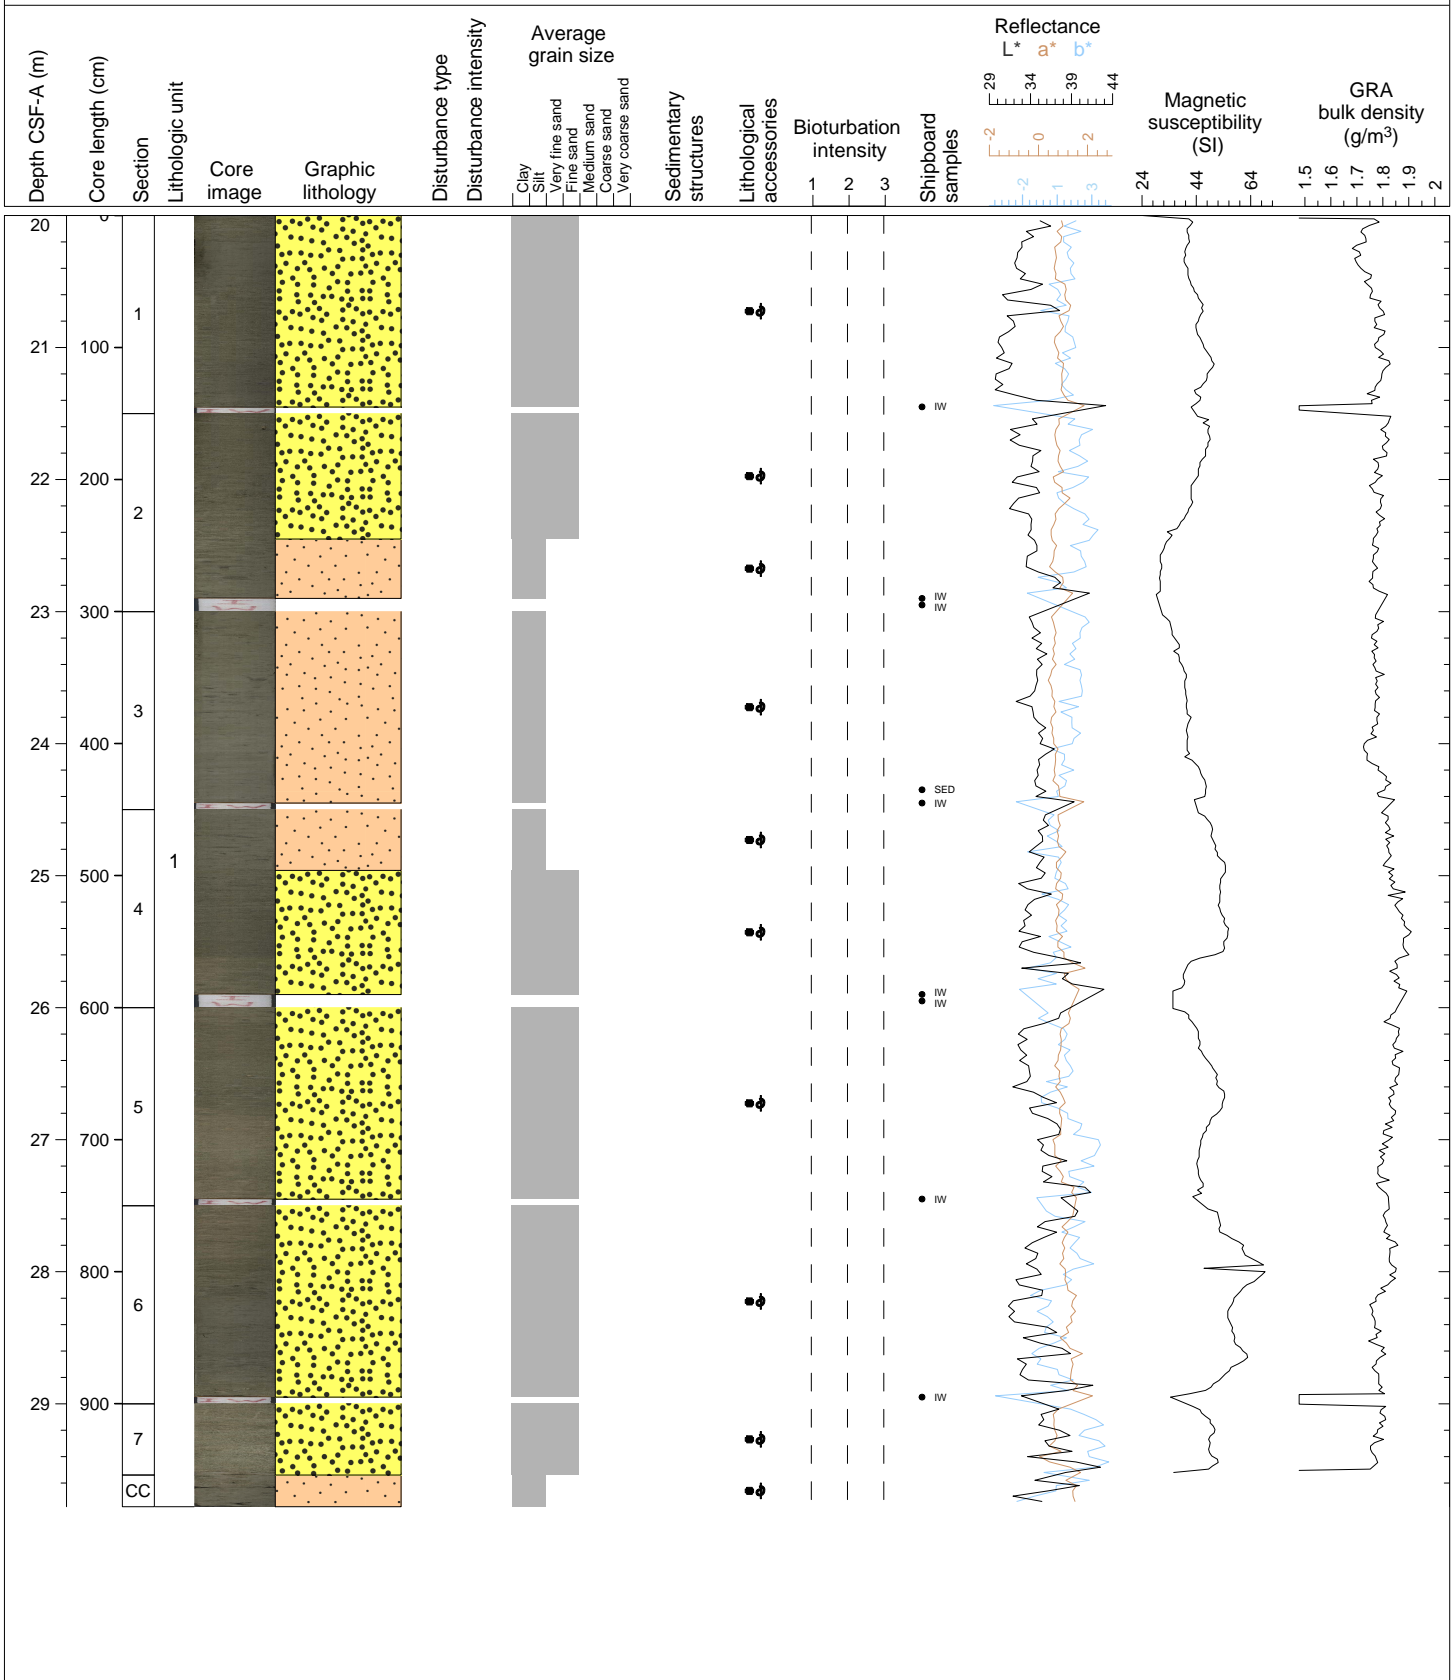 Depth CSF-A (m)
Core length (cm)
Section
Lithologic unit
Core
image
Graphic
lithology
Disturbance type
Disturbance intensity
Average
grain size
Clay
Silt
Very fine sand
Fine sand
Medium sand
Coarse sand
Very coarse sand
Sedimentary
structures
Lithological
accessories
Bioturbation
intensity
1 2 3
Shipboard
samples
Reflectance
L* a* b*
29 34 39 44
-2 0 2
-2 1 3
Magnetic
susceptibility
(SI)
24 44 64
GRA
bulk density
(g/m³)
1.5 1.6 1.7 1.8 1.9 2
20 0
1
21 100
IW
22 200
2
IW
23 300
IW
3
24 400
SED
IW
1
25 500
4
IW
26 600
IW
5
27 700
IW
28 800
6
IW
29 900
7
CC